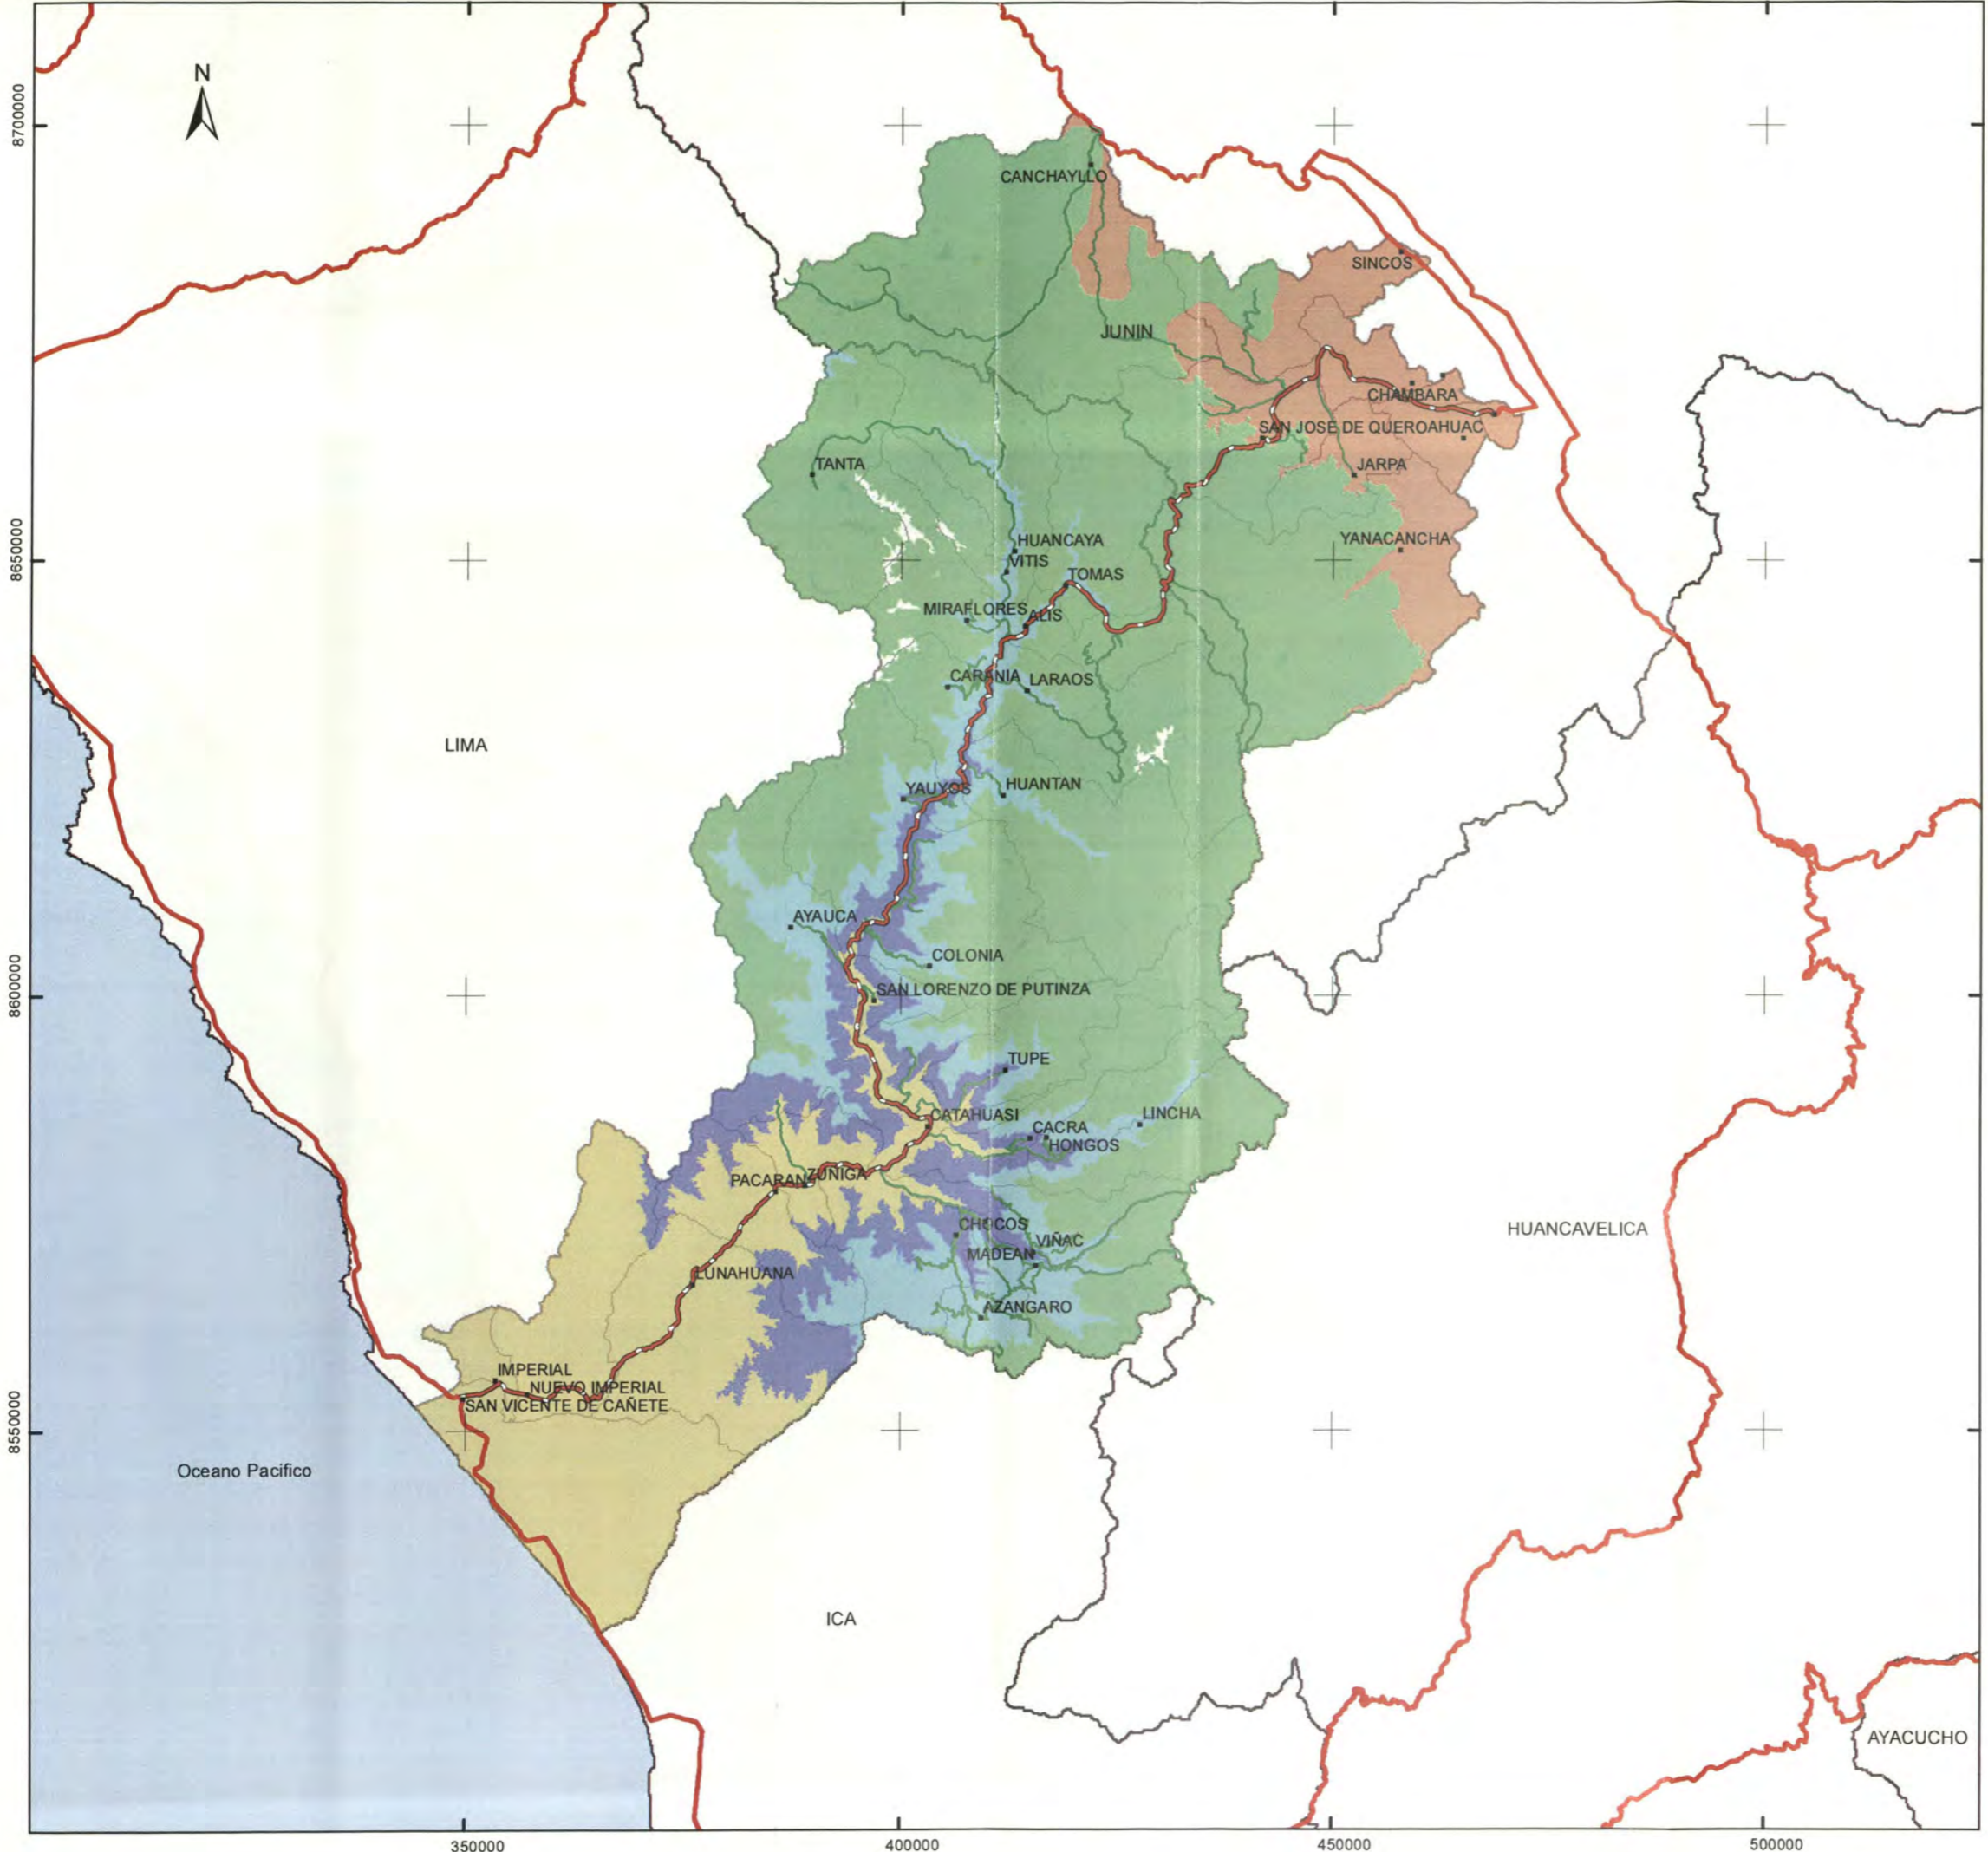 N
8700000
CANCHAYLLO
SINCOS
JUNIN
CHAMBARA
SAN JOSE DE QUERO
AHUAC
TANTA
JARPA
8650000
HUANCAYA
YANACANCHA
VITIS
TOMAS
MIRAFLORES
ALIS
CARANIA
LARAOS
LIMA
YAUYOS
HUANTAN
AYAUCA
COLONIA
8600000
SAN LORENZO DE PUTINZA
TUPE
CATAHUASI
LINCHA
CACRA
HONGOS
PACARAN
ZUÑIGA
CHOCOS
HUANCAVELICA
VIÑAC
MADEAN
LUNAHUANA
AZANGARO
IMPERIAL
NUEVO IMPERIAL
SAN VICENTE DE CAÑETE
8550000
Oceano Pacifico
ICA
AYACUCHO
350000
400000
450000
500000